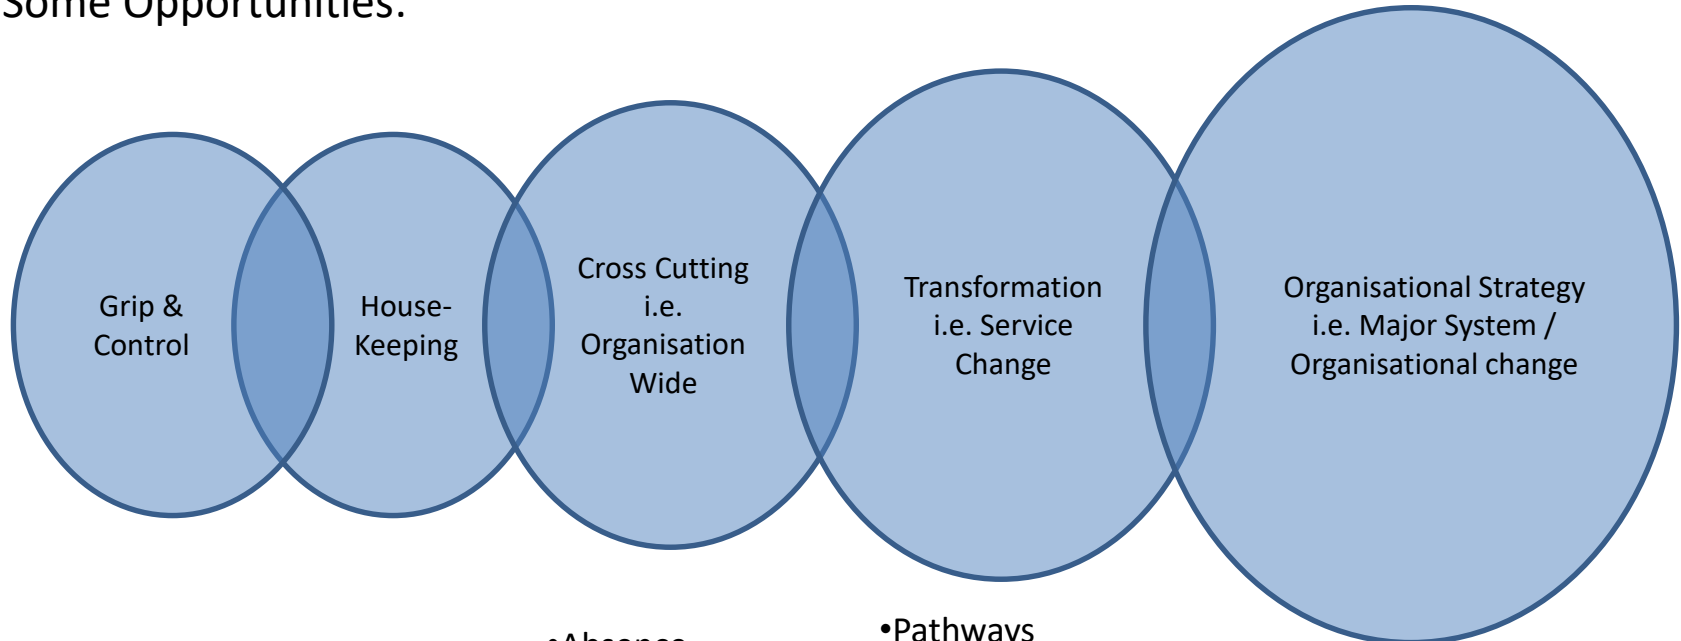 Some Opportunities:
Grip &
Control
House-
Keeping
Cross Cutting
i.e.
Organisation
Wide
Transformation
i.e. Service
Change
Organisational Strategy
i.e. Major System /
Organisational change
•Absence
•Pathways